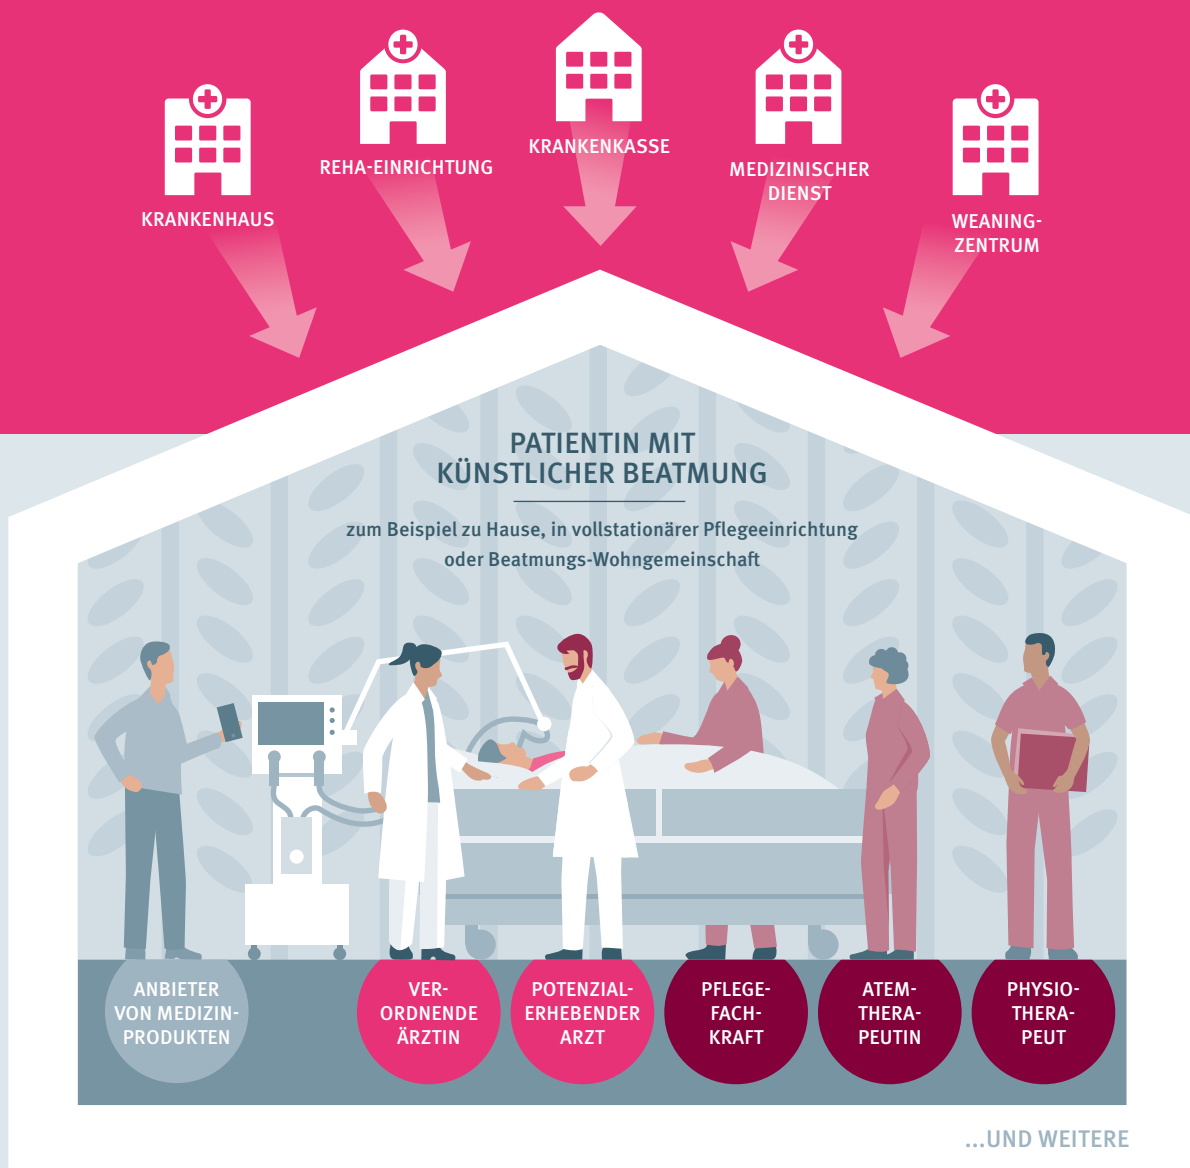 KRANKENKASSE
REHA-EINRICHTUNG
MEDIZINISCHER
DIENST
KRANKENHAUS
WEANING-
ZENTRUM
PATIENTIN MIT
KÜNSTLICHER BEATMUNG
zum Beispiel zu Hause, in vollstationärer Pflegeeinrichtung
oder Beatmungs-Wohngemeinschaft
ANBIETER
VON MEDIZIN-
PRODUKTEN
VER-
ORDNENDE
ÄRZTIN
POTENZIAL-
ERHEBENDER
ARZT
PFLEGE-
FACH-
KRAFT
ATEM-
THERA-
PEUTIN
PHYSIO-
THERA-
PEUT
...UND WEITERE